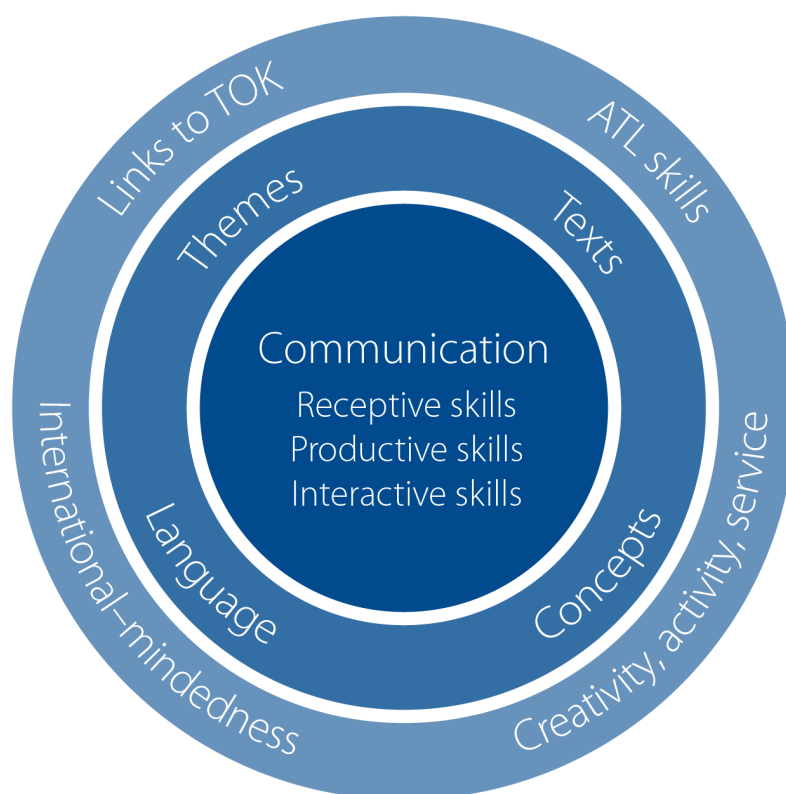 Links to TOK
ATL skills
Themes
Texts
Communication
Receptive skills
Productive skills
Interactive skills
Language
Concepts
International–mindedness
Creativity, activity, service